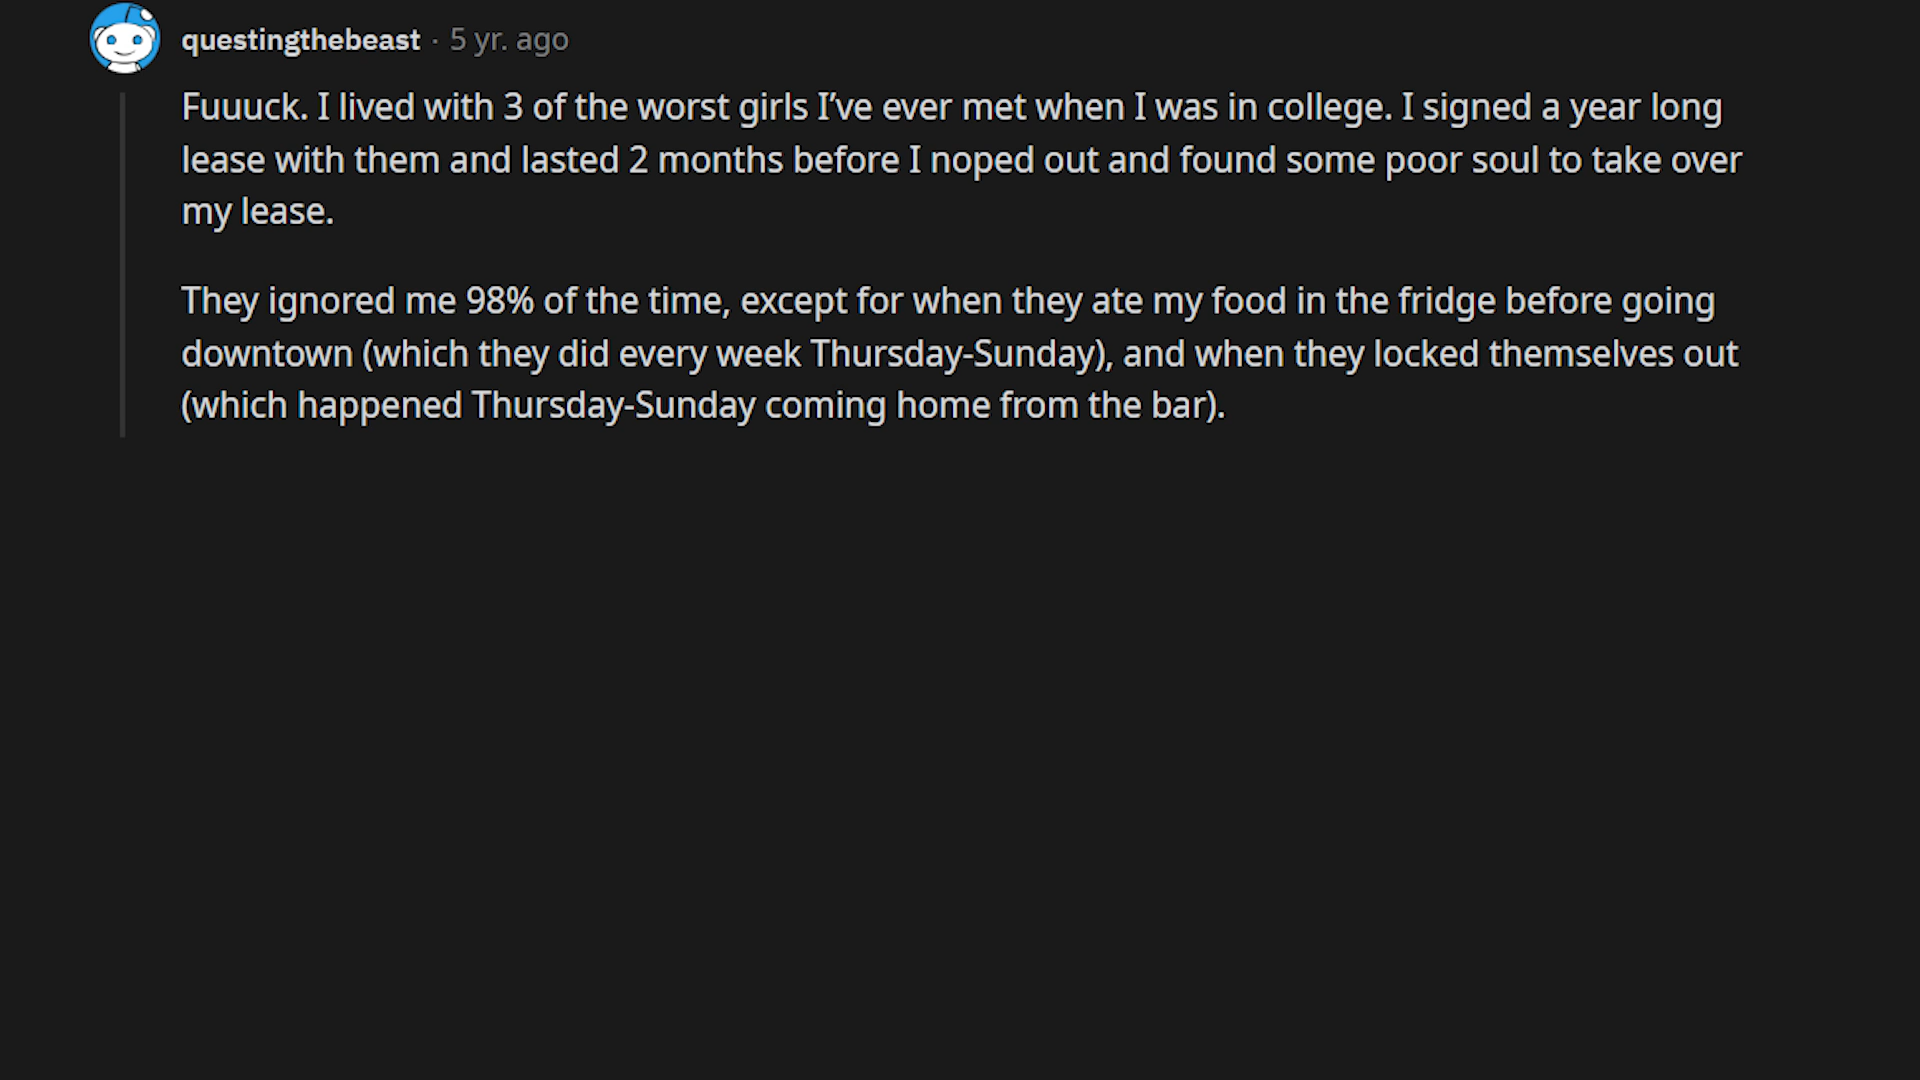 questingthebeast · 5 yr. ago
Fuuuck. I lived with 3 of the worst girls I’ve ever met when I was in college. I signed a year long
lease with them and lasted 2 months before I noped out and found some poor soul to take over
my lease.
They ignored me 98% of the time, except for when they ate my food in the fridge before going
downtown (which they did every week Thursday-Sunday), and when they locked themselves out
(which happened Thursday-Sunday coming home from the bar).